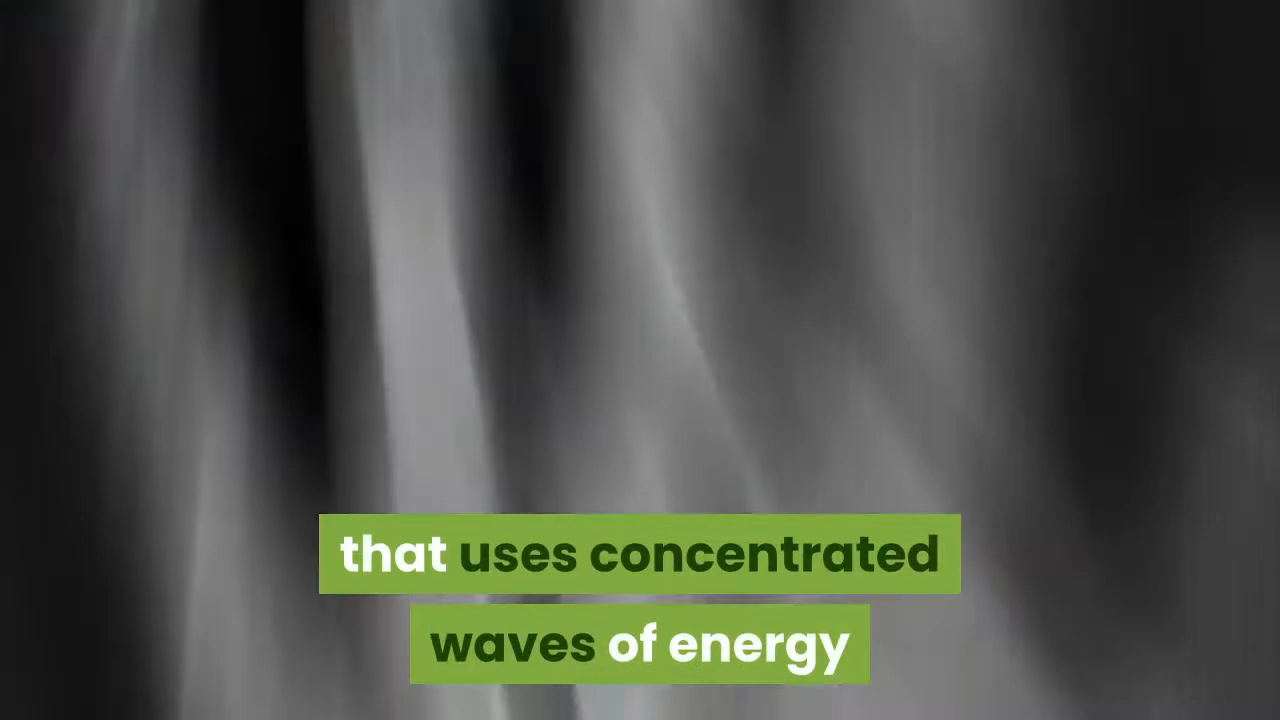 that uses concentrated
waves of energy